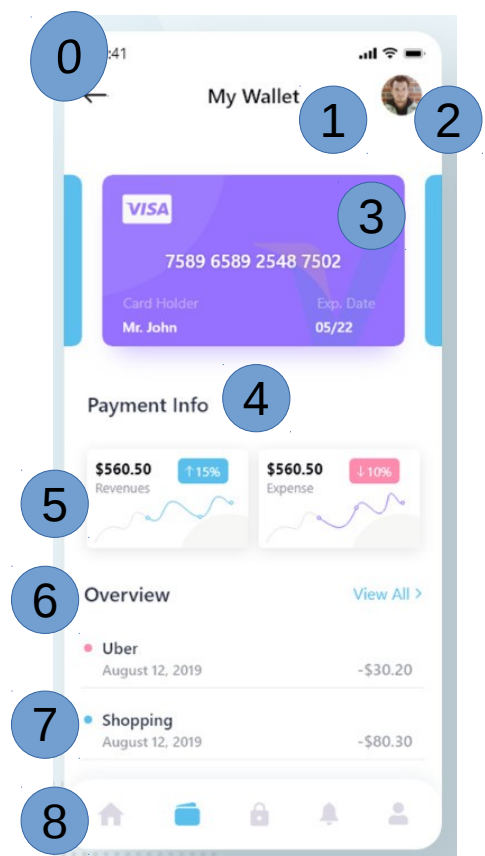 0 :41
My Wallet
1
2
VISA
3
7589 6589 2548 7502
Card Holder Exp. Date
Mr. John 05/22
Payment Info 4
$560.50 ↑15% $560.50 ↓10%
Revenues Expense
5
6 Overview View All >
Uber
August 12, 2019 -$30.20
7 Shopping
August 12, 2019 -$80.30
8